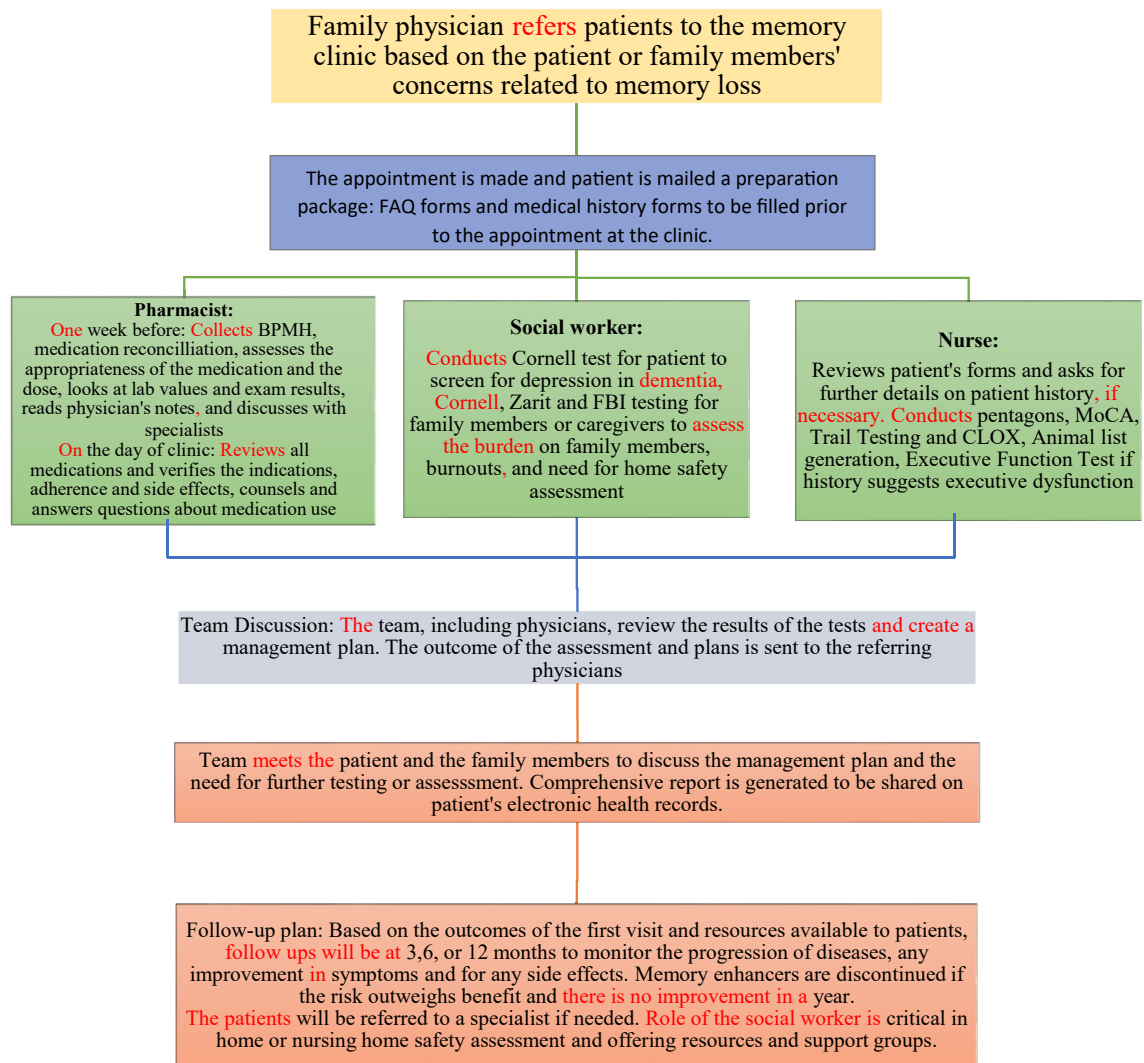 Family physician refers patients to the memory
clinic based on the patient or family members'
concerns related to memory loss
The appointment is made and patient is mailed a preparation
package: FAQ forms and medical history forms to be filled prior
to the appointment at the clinic.
Pharmacist:
One week before: Collects BPMH,
medication reconcilliation, assesses the
appropriateness of the medication and the
dose, looks at lab values and exam results,
reads physician's notes, and discusses with
specialists
On the day of clinic: Reviews all
medications and verifies the indications,
adherence and side effects, counsels and
answers questions about medication use
Social worker:
Conducts Cornell test for patient to
screen for depression in dementia,
Cornell, Zarit and FBI testing for
family members or caregivers to assess
the burden on family members,
burnouts, and need for home safety
assessment
Nurse:
Reviews patient's forms and asks for
further details on patient history, if
necessary. Conducts pentagons, MoCA,
Trail Testing and CLOX, Animal list
generation, Executive Function Test if
history suggests executive dysfunction
Team Discussion: The team, including physicians, review the results of the tests and create a
management plan. The outcome of the assessment and plans is sent to the referring
physicians
Team meets the patient and the family members to discuss the management plan and the
need for further testing or assesssment. Comprehensive report is generated to be shared on
patient's electronic health records.
Follow-up plan: Based on the outcomes of the first visit and resources available to patients,
follow ups will be at 3,6, or 12 months to monitor the progression of diseases, any
improvement in symptoms and for any side effects. Memory enhancers are discontinued if
the risk outweighs benefit and there is no improvement in a year.
The patients will be referred to a specialist if needed. Role of the social worker is critical in
home or nursing home safety assessment and offering resources and support groups.